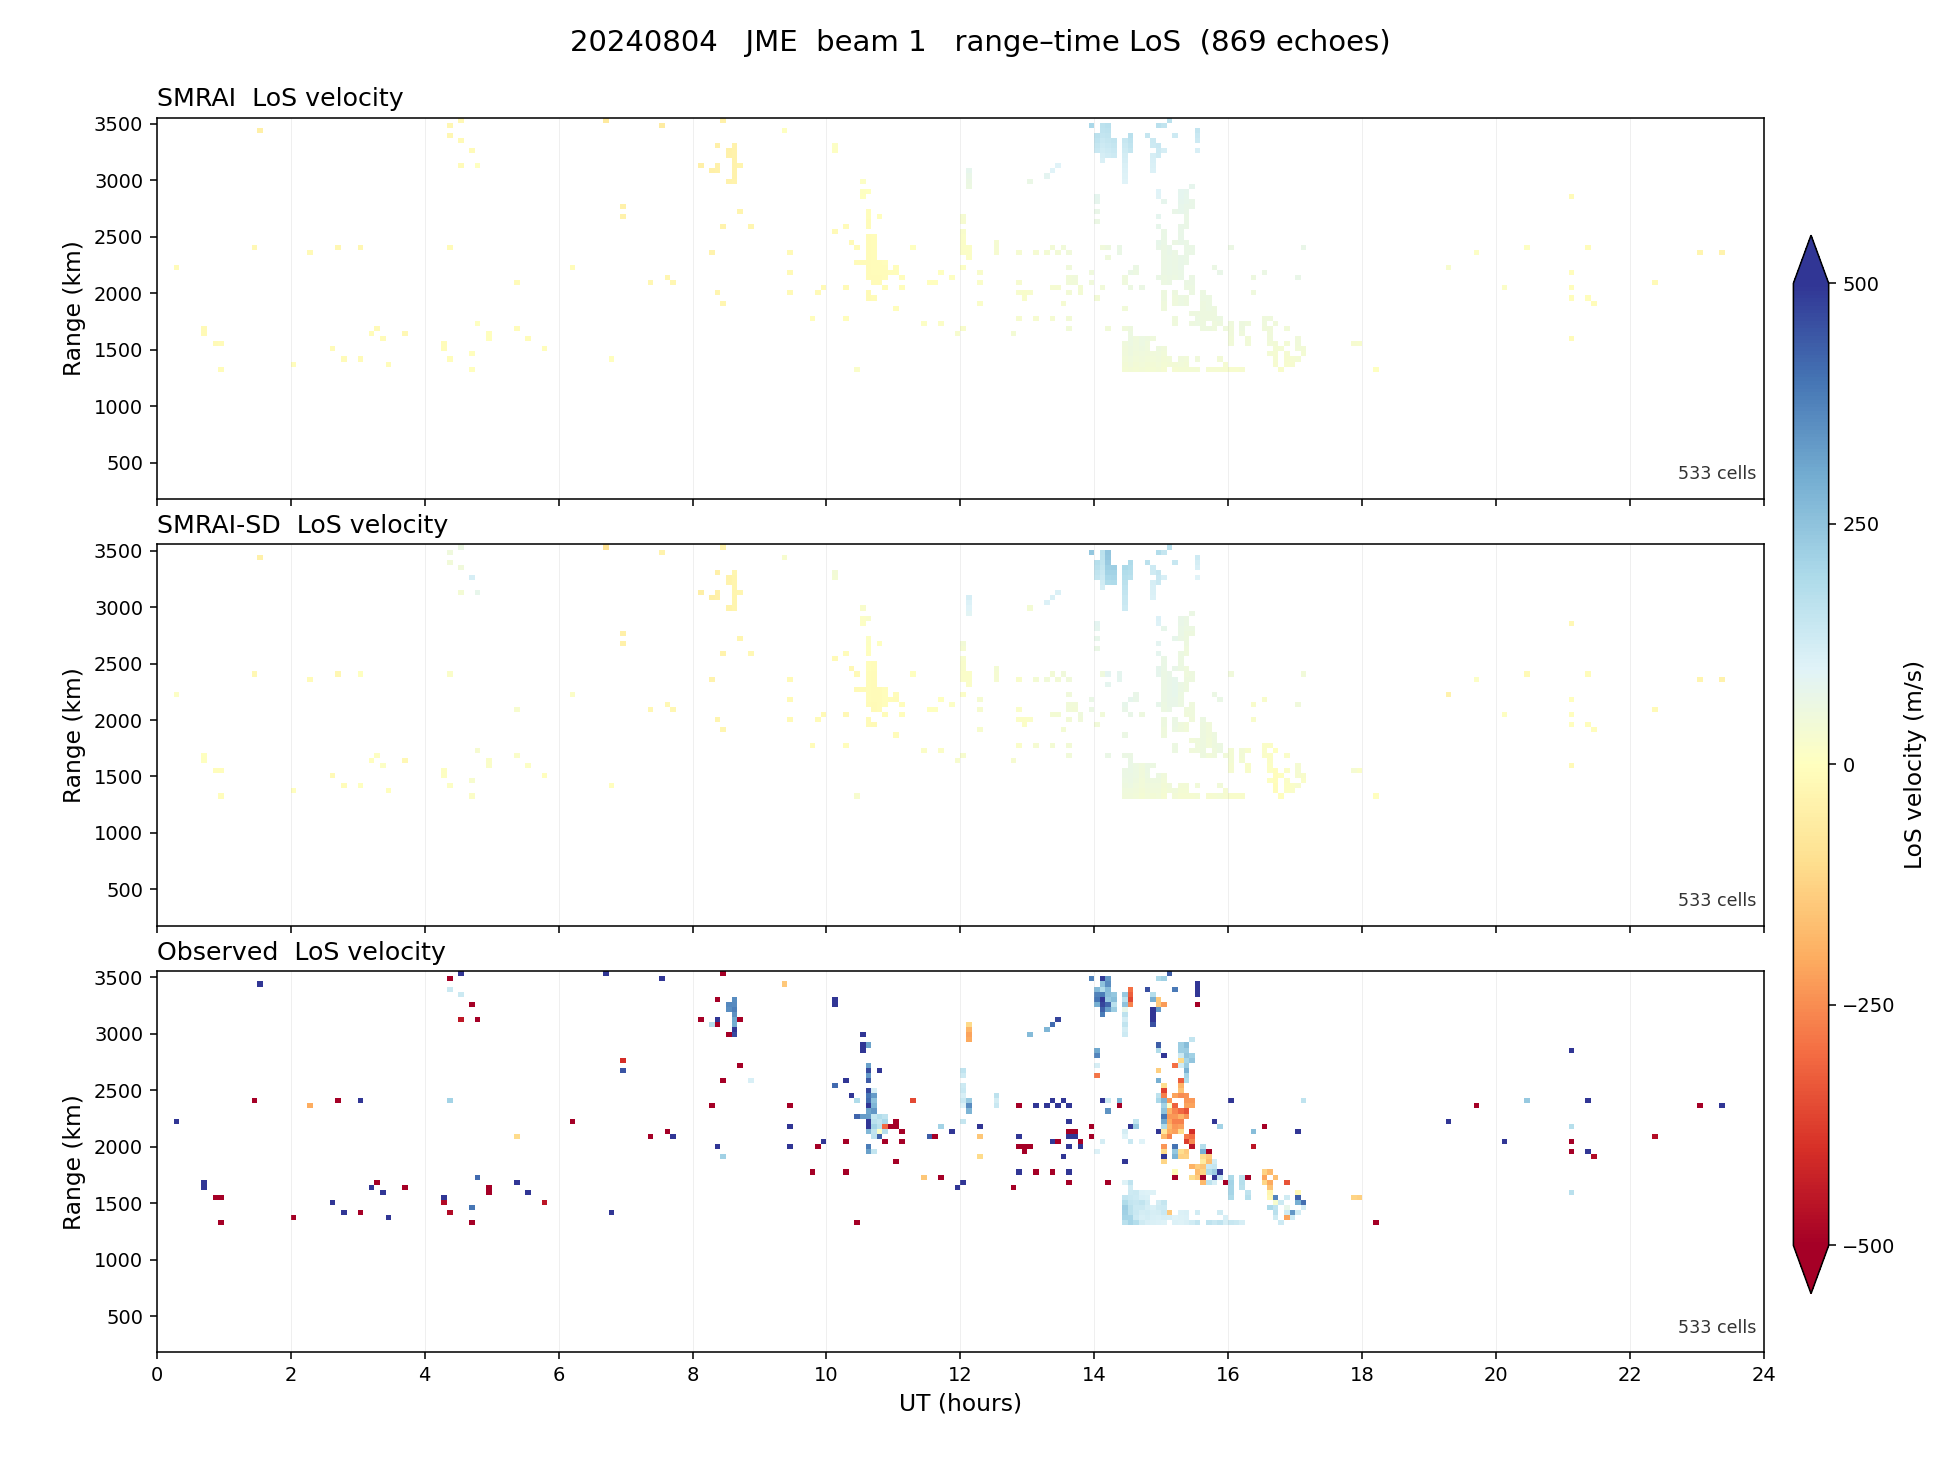 20240804   JME  beam 1   range–time LoS  (869 echoes)
SMRAI  LoS velocity
3500
3000
2500
2000
1500
1000
500
Range (km)
533 cells
SMRAI-SD  LoS velocity
3500
3000
2500
2000
1500
1000
500
Range (km)
533 cells
Observed  LoS velocity
3500
3000
2500
2000
1500
1000
500
Range (km)
533 cells
0 2 4 6 8 10 12 14 16 18 20 22 24
UT (hours)
500
250
0
−250
−500
LoS velocity (m/s)